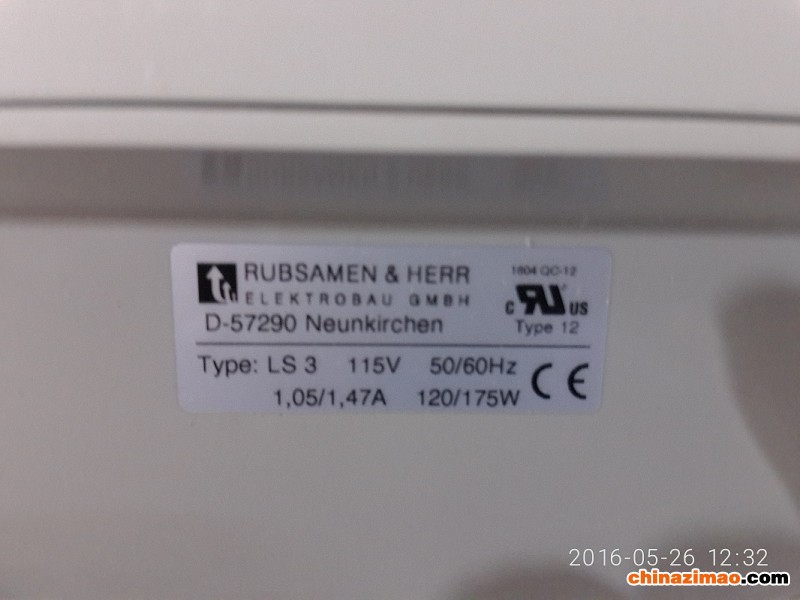 RUBSAMEN & HERR
ELEKTROBAU GMBH
D-57290 Neunkirchen
1604 QC-12
C RU US
Type 12
Type: LS 3 115V 50/60Hz
1,05/1,47A 120/175W
CE
2016-05-26 12:32
chinazimao.com